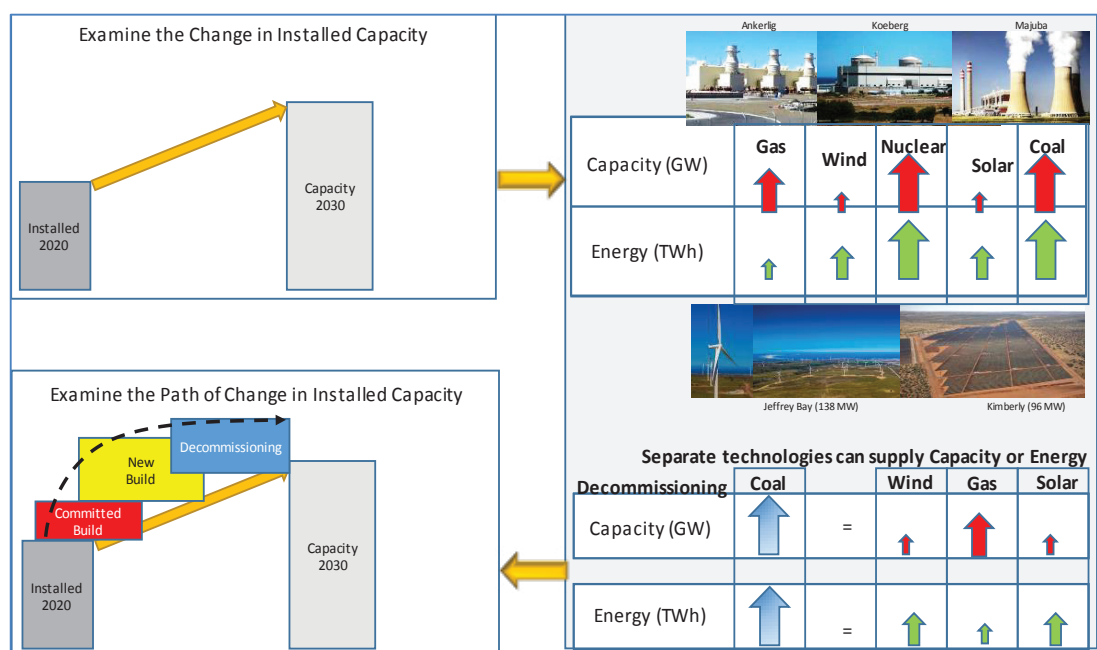 Examine the Change in Installed Capacity
Installed
2020
Capacity
2030
Ankerlig
Koeberg
Majuba
Capacity (GW)
Gas
Wind
Nuclear
Solar
Coal
Energy (TWh)
Jeffrey Bay (138 MW)
Kimberly (96 MW)
Examine the Path of Change in Installed Capacity
Decommissioning
New
Build
Committed
Build
Installed
2020
Capacity
2030
Separate technologies can supply Capacity or Energy
Decommissioning
Coal
Wind
Gas
Solar
Capacity (GW)
=
Energy (TWh)
=